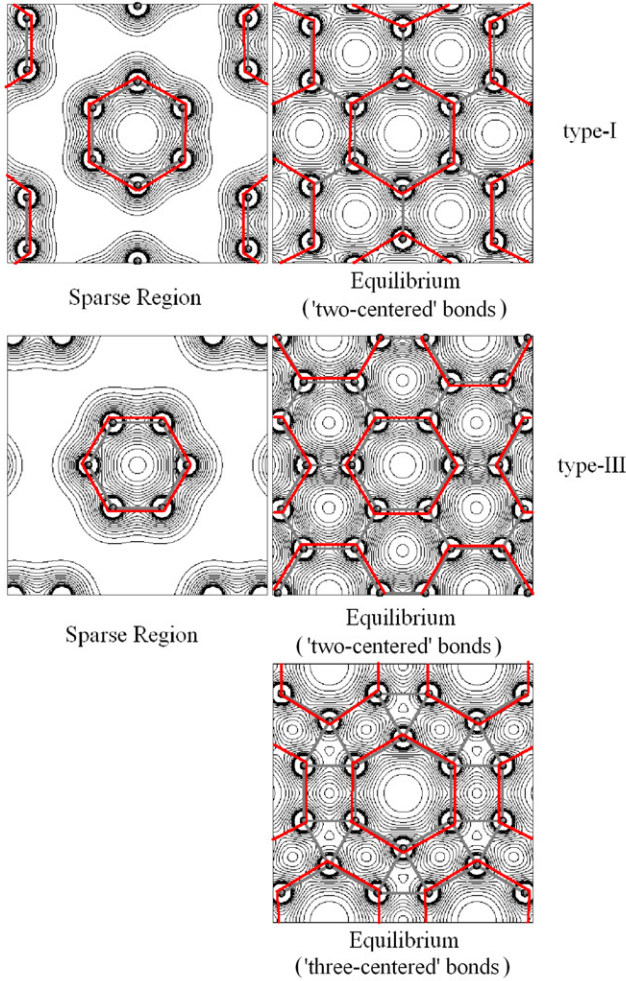 type-I
Sparse Region
Equilibrium
('two-centered' bonds)
type-III
Sparse Region
Equilibrium
('two-centered' bonds)
Equilibrium
('three-centered' bonds)